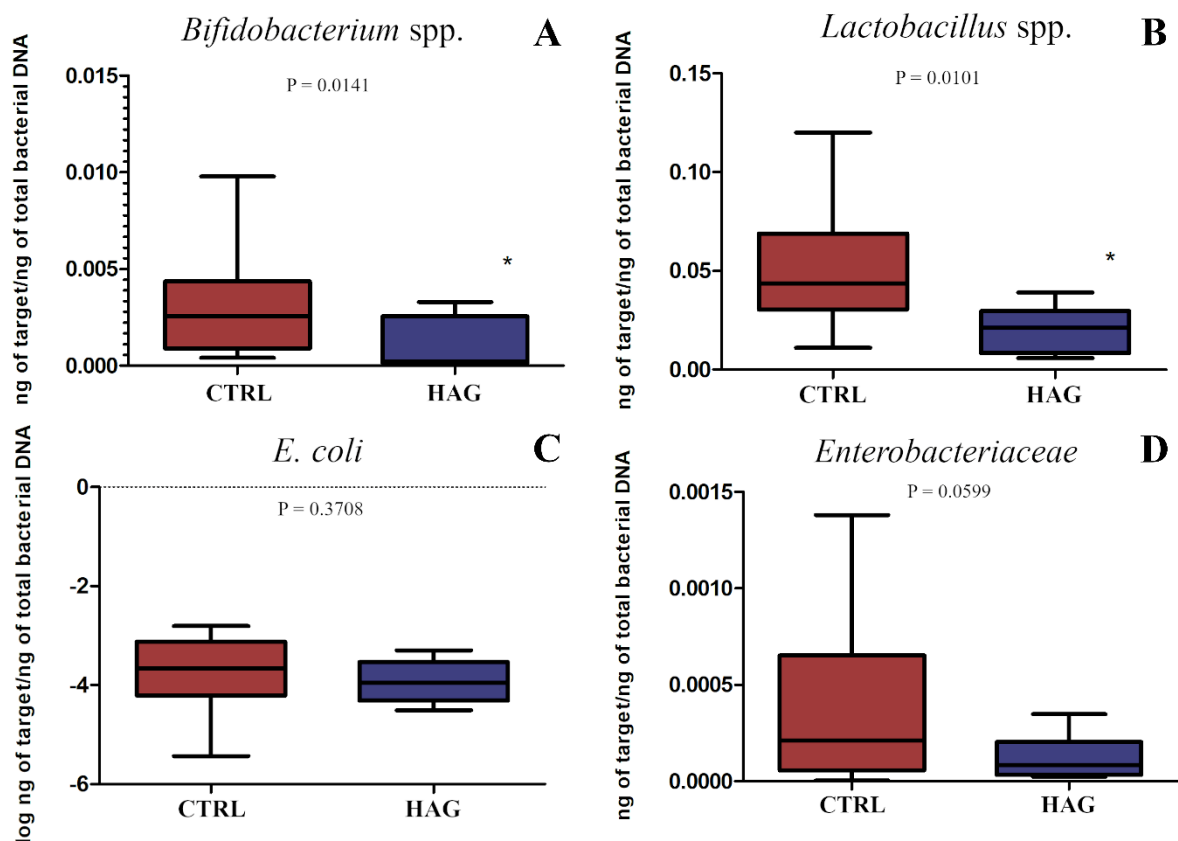 Bifidobacterium spp.
A
P = 0.0141
ng of target/ng of total bacterial DNA
0.015
0.010
0.005
0.000
*
CTRL
HAG
Lactobacillus spp.
B
P = 0.0101
ng of target/ng of total bacterial DNA
0.15
0.10
0.05
0.00
*
CTRL
HAG
E. coli
C
P = 0.3708
log ng of target/ng of total bacterial DNA
0
-2
-4
-6
CTRL
HAG
Enterobacteriaceae
D
P = 0.0599
ng of target/ng of total bacterial DNA
0.0015
0.0010
0.0005
0.0000
CTRL
HAG